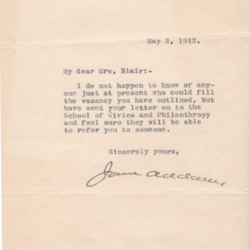 May 2, 1912.
My dear Mrs. Blair:-
I do not happen to know of any-
one just at present who could fill
the vacancy you have outlined, but
have sent your letter on to the
School of Civics and Philanthropy
and feel sure they will be able
to refer you to someone.
Sincerely yours,
Jane Addams